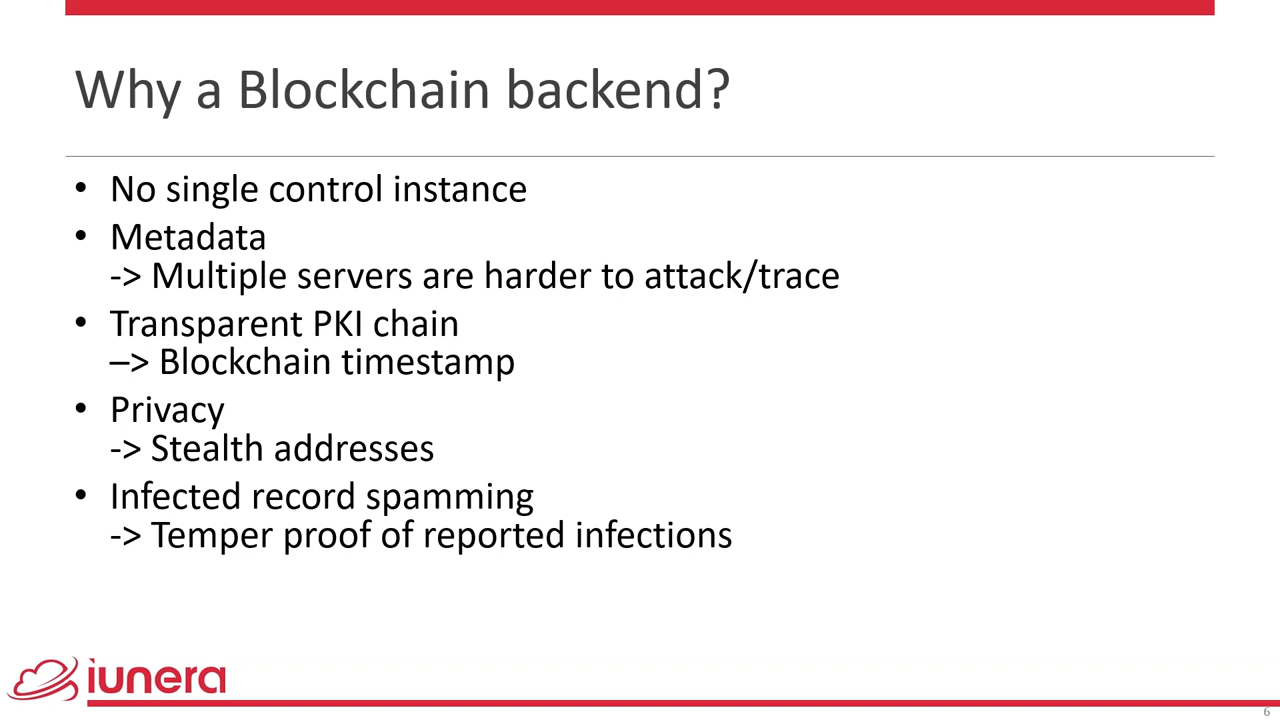 Why a Blockchain backend?
• No single control instance
• Metadata
-> Multiple servers are harder to attack/trace
• Transparent PKI chain
–> Blockchain timestamp
• Privacy
-> Stealth addresses
• Infected record spamming
-> Temper proof of reported infections
iunera
6